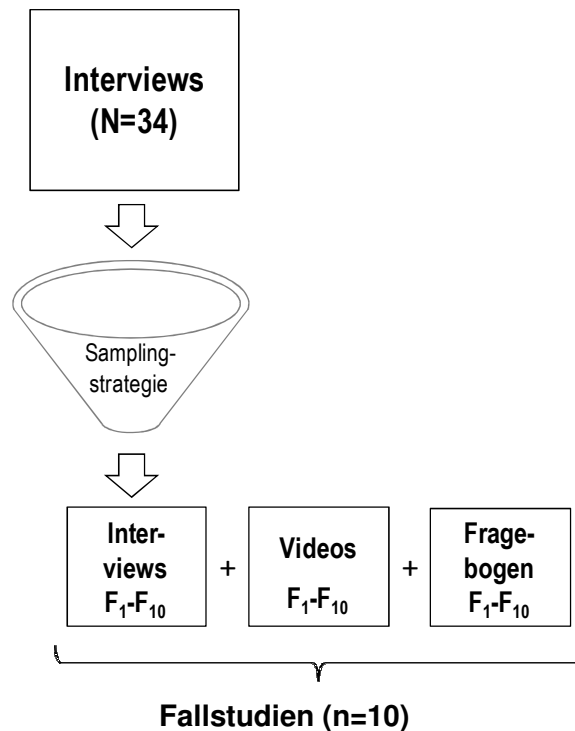 Interviews
(N=34)
Sampling-
strategie
Inter-
views
F₁-F₁₀
+
Videos
F₁-F₁₀
+
Frage-
bogen
F₁-F₁₀
Fallstudien (n=10)